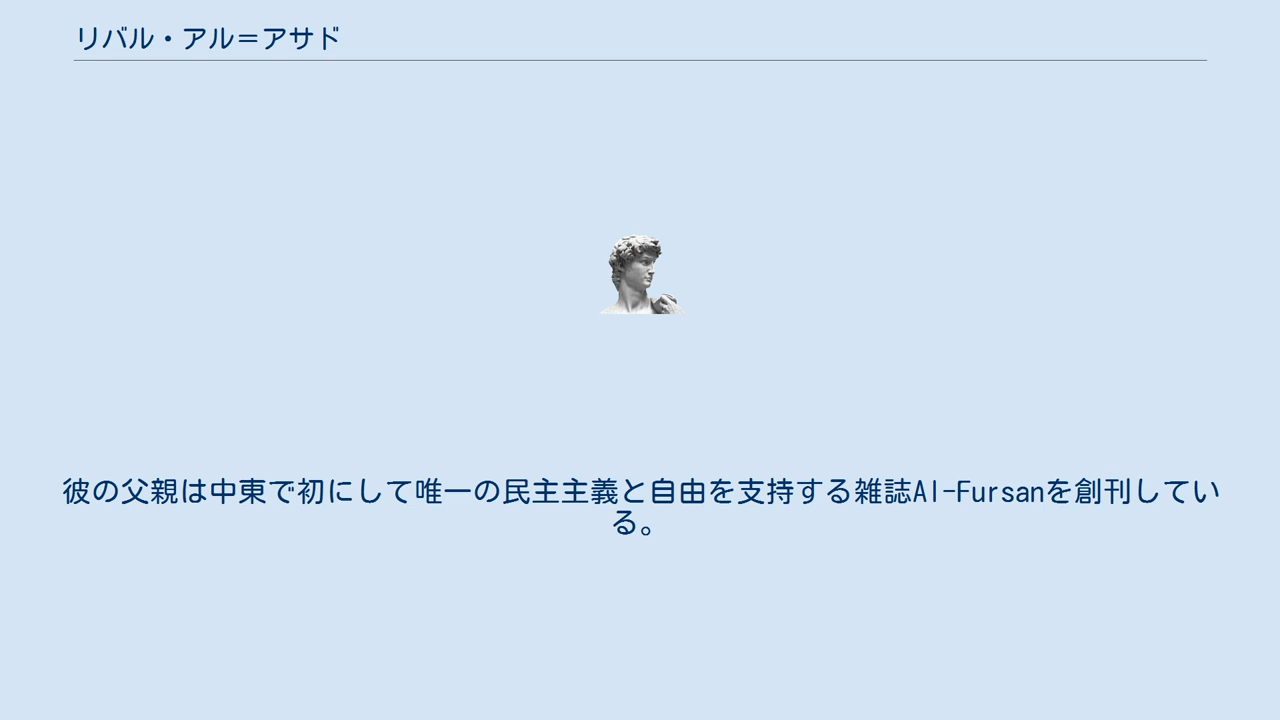 リバル・アル＝アサド
彼の父親は中東で初にして唯一の民主主義と自由を支持する雑誌Al-Fursanを創刊してい
る。